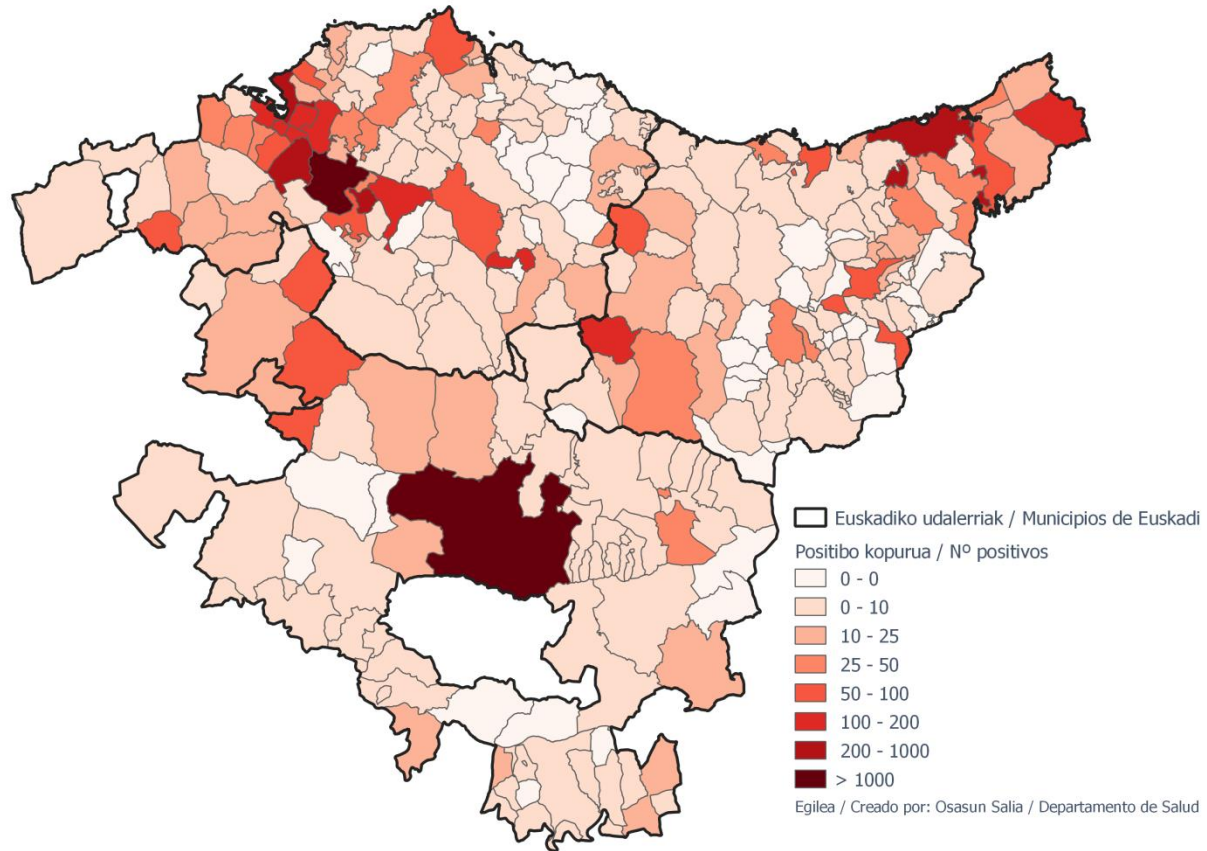 Euskadiko udalerriak / Municipios de Euskadi
Positibo kopurua / Nº positivos
0 - 0
0 - 10
10 - 25
25 - 50
50 - 100
100 - 200
200 - 1000
> 1000
Egilea / Creado por: Osasun Salia / Departamento de Salud